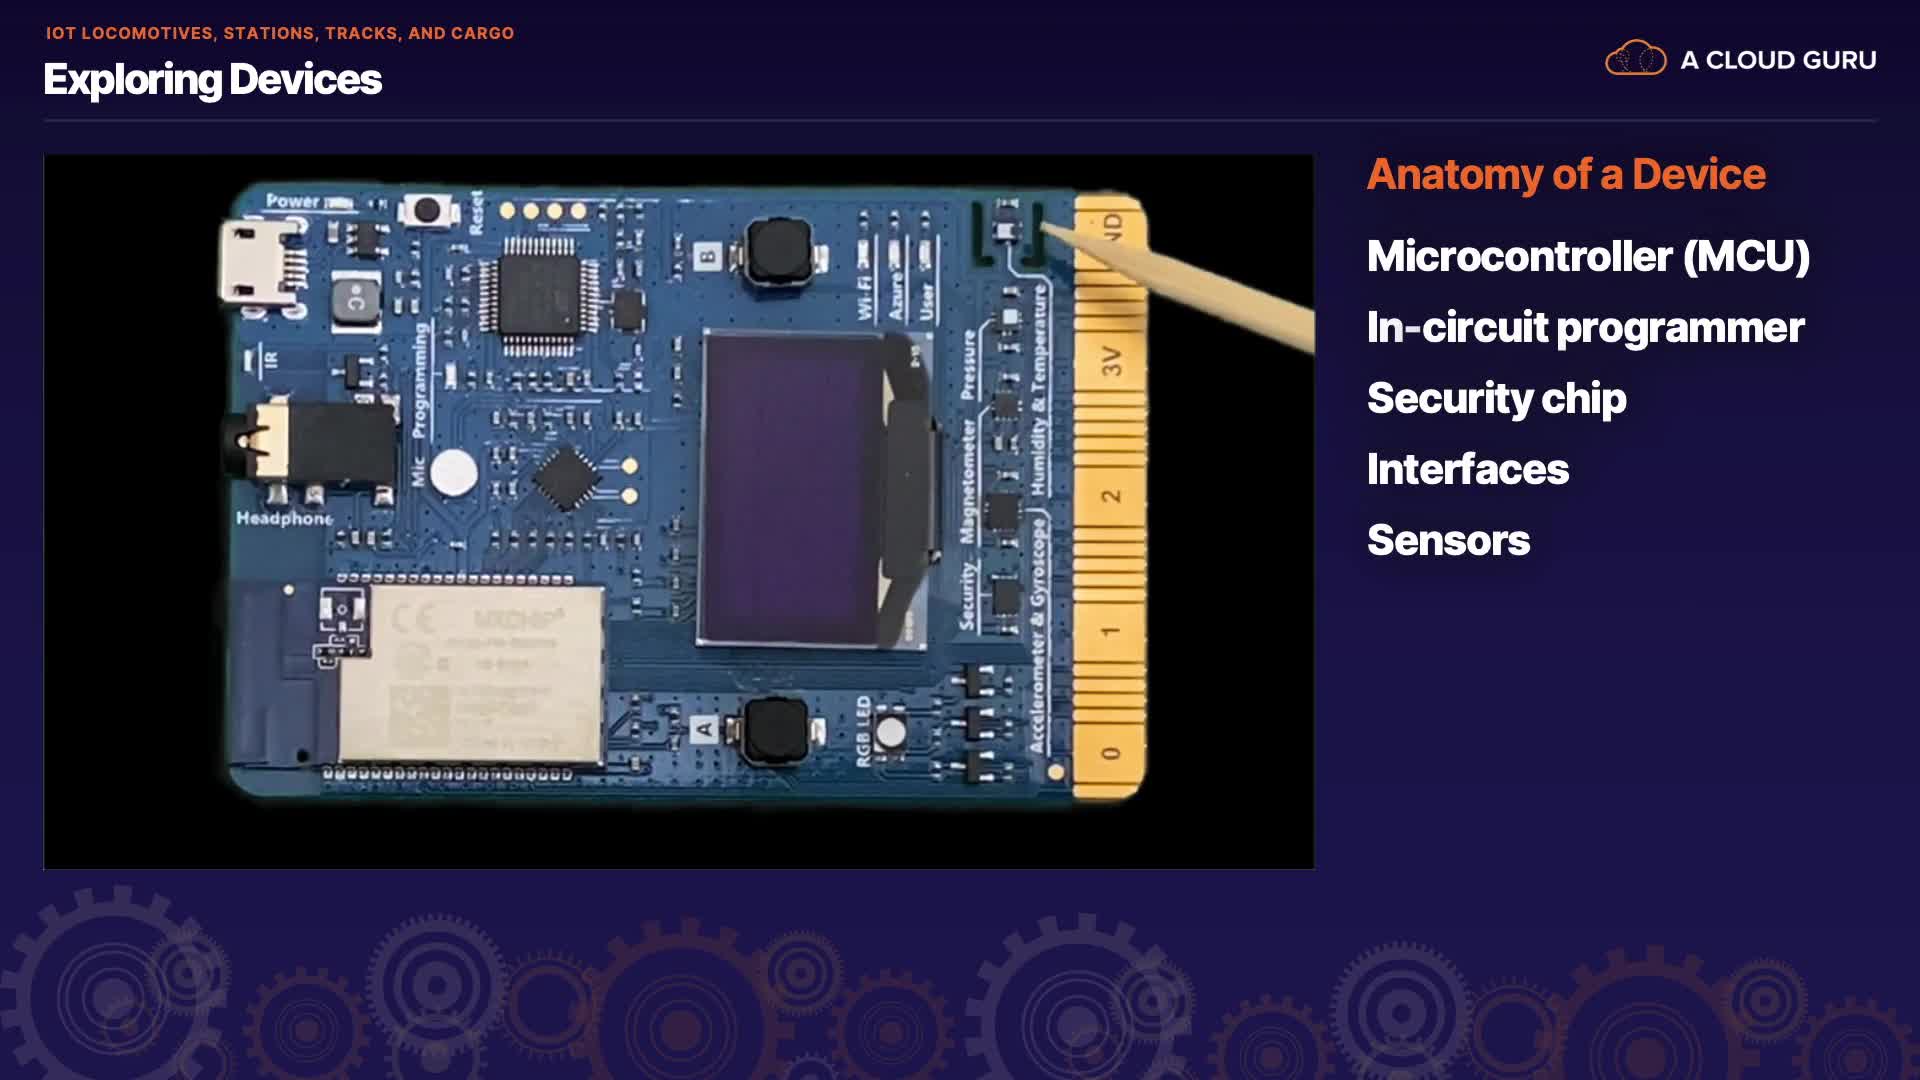 IOT LOCOMOTIVES, STATIONS, TRACKS, AND CARGO
Exploring Devices
A CLOUD GURU
Anatomy of a Device
Microcontroller (MCU)
In-circuit programmer
Security chip
Interfaces
Sensors
Power
Reset
B
Wi-Fi
Azure
User
ND
IR
Programming
Mic
Headphone
Pressure
Magnetometer
Security
Humidity & Temperature
Accelerometer & Gyroscope
3V
2
1
0
CE
MXCHIP
A
RGB LED